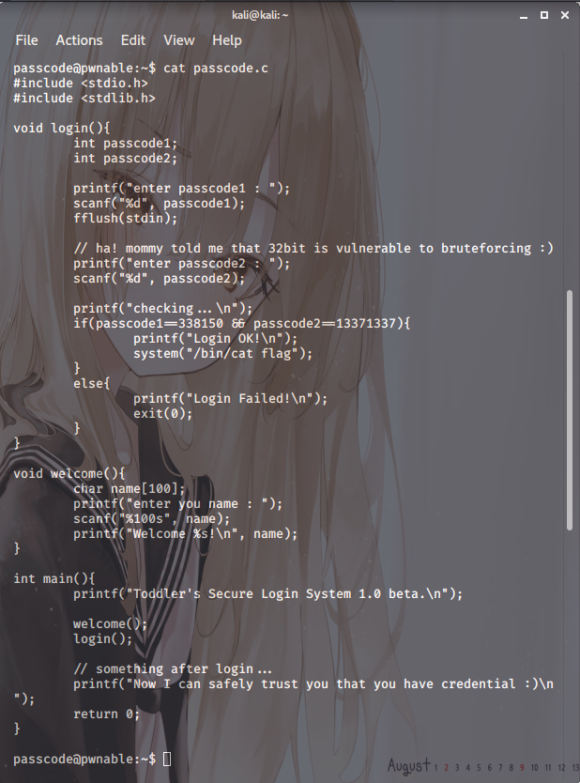 kali@kali: ~
File Actions Edit View Help
passcode@pwnable:~$ cat passcode.c
#include <stdio.h>
#include <stdlib.h>
void login(){
int passcode1;
int passcode2;
printf("enter passcode1 : ");
scanf("%d", passcode1);
fflush(stdin);
// ha! mommy told me that 32bit is vulnerable to bruteforcing :)
printf("enter passcode2 : ");
scanf("%d", passcode2);
printf("checking...\n");
if(passcode1==338150 && passcode2==13371337){
printf("Login OK!\n");
system("/bin/cat flag");
}
else{
printf("Login Failed!\n");
exit(0);
}
}
void welcome(){
char name[100];
printf("enter you name : ");
scanf("%100s", name);
printf("Welcome %s!\n", name);
}
int main(){
printf("Toddler's Secure Login System 1.0 beta.\n");
welcome();
login();
// something after login...
printf("Now I can safely trust you that you have credential :)\n
");
return 0;
}
passcode@pwnable:~$
August 1 2 3 4 5 6 7 8 9 10 11 12 13